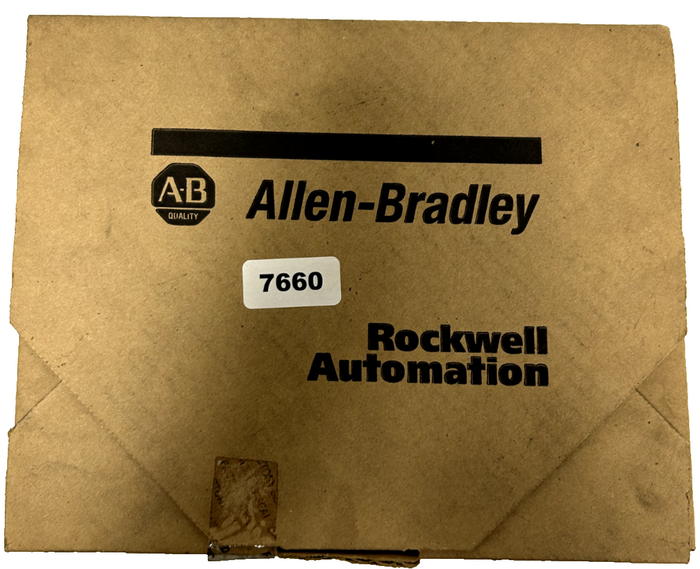 A·B
QUALITY
Allen-Bradley
7660
Rockwell
Automation